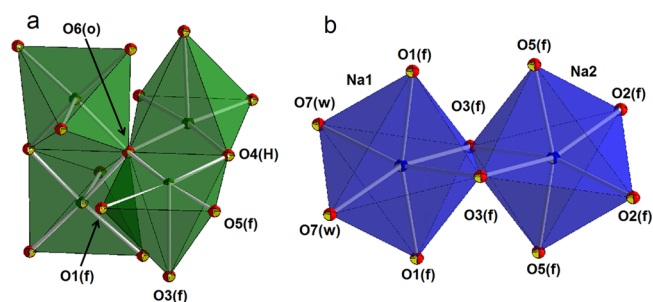 a
O6(o)
O4(H)
O5(f)
O1(f)
O3(f)
b
O1(f)
O5(f)
Na1
Na2
O7(w)
O3(f)
O2(f)
O7(w)
O3(f)
O2(f)
O1(f)
O5(f)